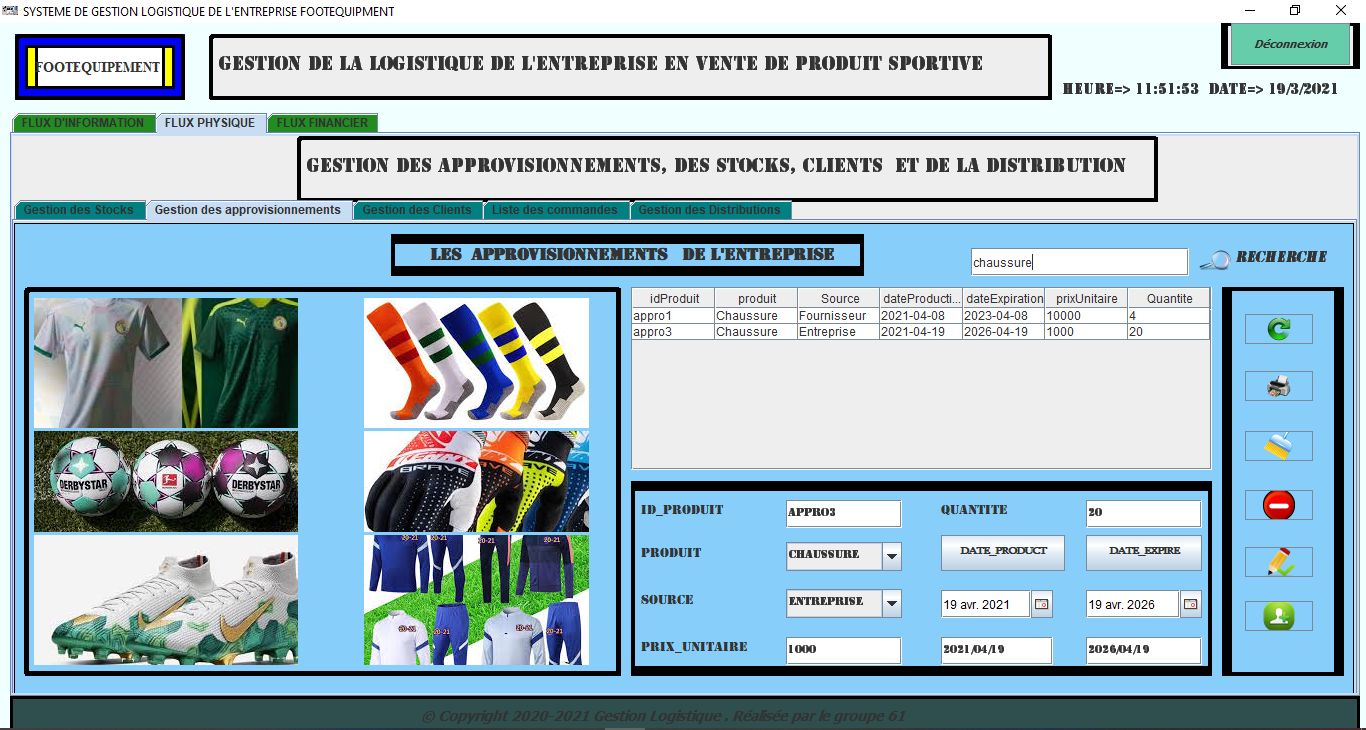 SYSTEME DE GESTION LOGISTIQUE DE L'ENTREPRISE FOOTEQUIPMENT
Déconnexion
FOOTEQUIPEMENT
GESTION DE LA LOGISTIQUE DE L'ENTREPRISE EN VENTE DE PRODUIT SPORTIVE
HEURE=> 11:51:53 DATE=> 19/3/2021
FLUX D'INFORMATION FLUX PHYSIQUE FLUX FINANCIER
GESTION DES APPROVISIONNEMENTS, DES STOCKS, CLIENTS ET DE LA DISTRIBUTION
Gestion des Stocks Gestion des approvisionnements Gestion des Clients Liste des commandes Gestion des Distributions
LES APPROVISIONNEMENTS DE L'ENTREPRISE
chaussure RECHERCHE
idProduit produit Source dateProducti... dateExpiration prixUnitaire Quantite
appro1 Chaussure Fournisseur 2021-04-08 2023-04-08 10000 4
appro3 Chaussure Entreprise 2021-04-19 2026-04-19 1000 20
DERBYSTAR DERBYSTAR
BRAVE BRAVE BRAVE
20-21 20-21 20-21 20-21
20-21 20-21 20-21 20-21
ID_PRODUIT APPRO3 QUANTITE 20
PRODUIT CHAUSSURE DATE_PRODUCT DATE_EXPIRE
SOURCE ENTREPRISE 19 avr. 2021 19 avr. 2026
PRIX_UNITAIRE 1000 2021/04/19 2026/04/19
© Copyright 2020-2021 Gestion Logistique . Réalisée par le groupe 61